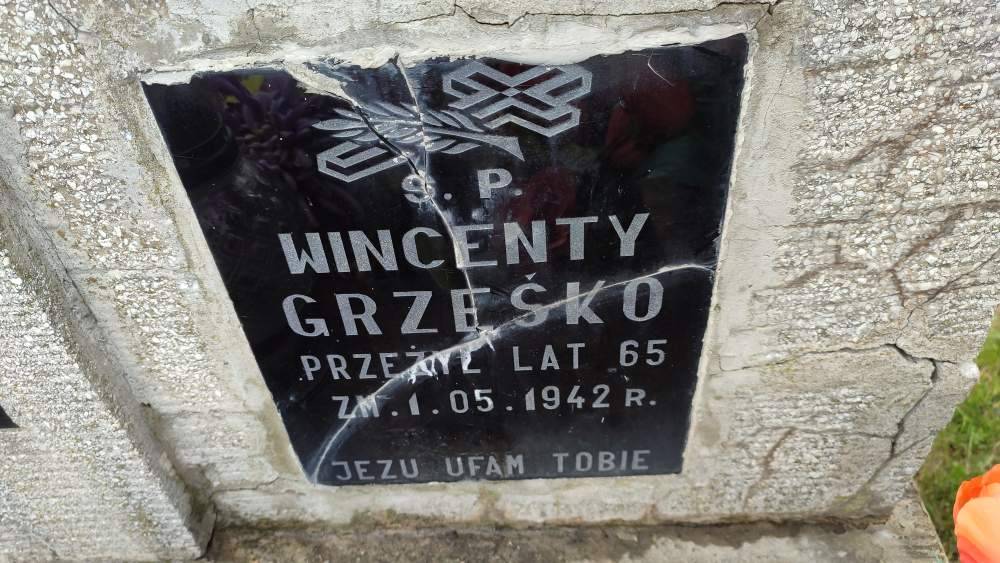 Ś. P.
WINCENTY
GRZEŚKO
PRZEŻYŁ LAT 65
ZM. 1.05.1942 R.
JEZU UFAM TOBIE